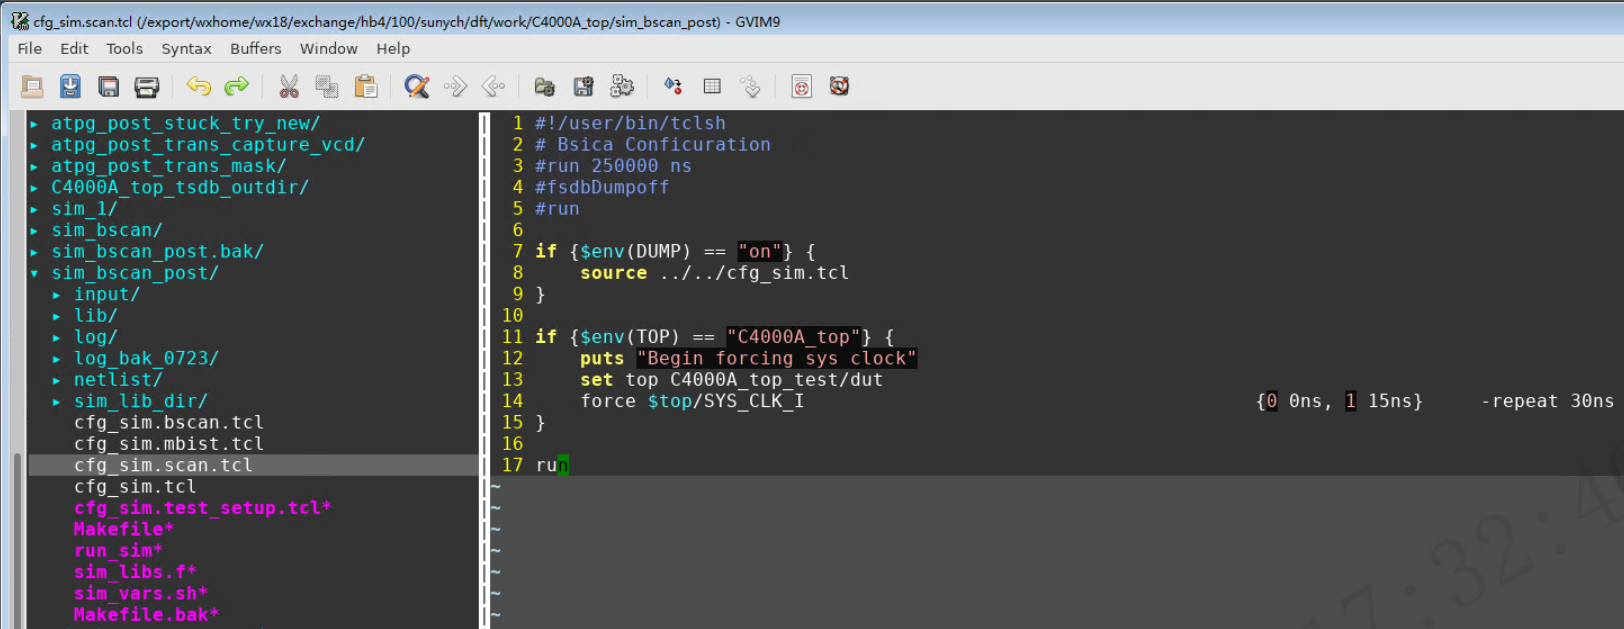 cfg_sim.scan.tcl (/export/wxhome/wx18/exchange/hb4/100/sunych/dft/work/C4000A_top/sim_bscan_post) - GVIM9
File Edit Tools Syntax Buffers Window Help
▸ atpg_post_stuck_try_new/
▸ atpg_post_trans_capture_vcd/
▸ atpg_post_trans_mask/
▸ C4000A_top_tsdb_outdir/
▸ sim_1/
▸ sim_bscan/
▸ sim_bscan_post.bak/
▾ sim_bscan_post/
▸ input/
▸ lib/
▸ log/
▸ log_bak_0723/
▸ netlist/
▸ sim_lib_dir/
cfg_sim.bscan.tcl
cfg_sim.mbist.tcl
cfg_sim.scan.tcl
cfg_sim.tcl
cfg_sim.test_setup.tcl*
Makefile*
run_sim*
sim_libs.f*
sim_vars.sh*
Makefile.bak*
1 #!/user/bin/tclsh
2 # Bsica Conficuration
3 #run 250000 ns
4 #fsdbDumpoff
5 #run
6
7 if {$env(DUMP) == "on"} {
8     source ../../cfg_sim.tcl
9 }
10
11 if {$env(TOP) == "C4000A_top"} {
12     puts "Begin forcing sys clock"
13     set top C4000A_top_test/dut
14     force $top/SYS_CLK_I {0 0ns, 1 15ns} -repeat 30ns
15 }
16
17 run
~
~
~
~
~
~
~